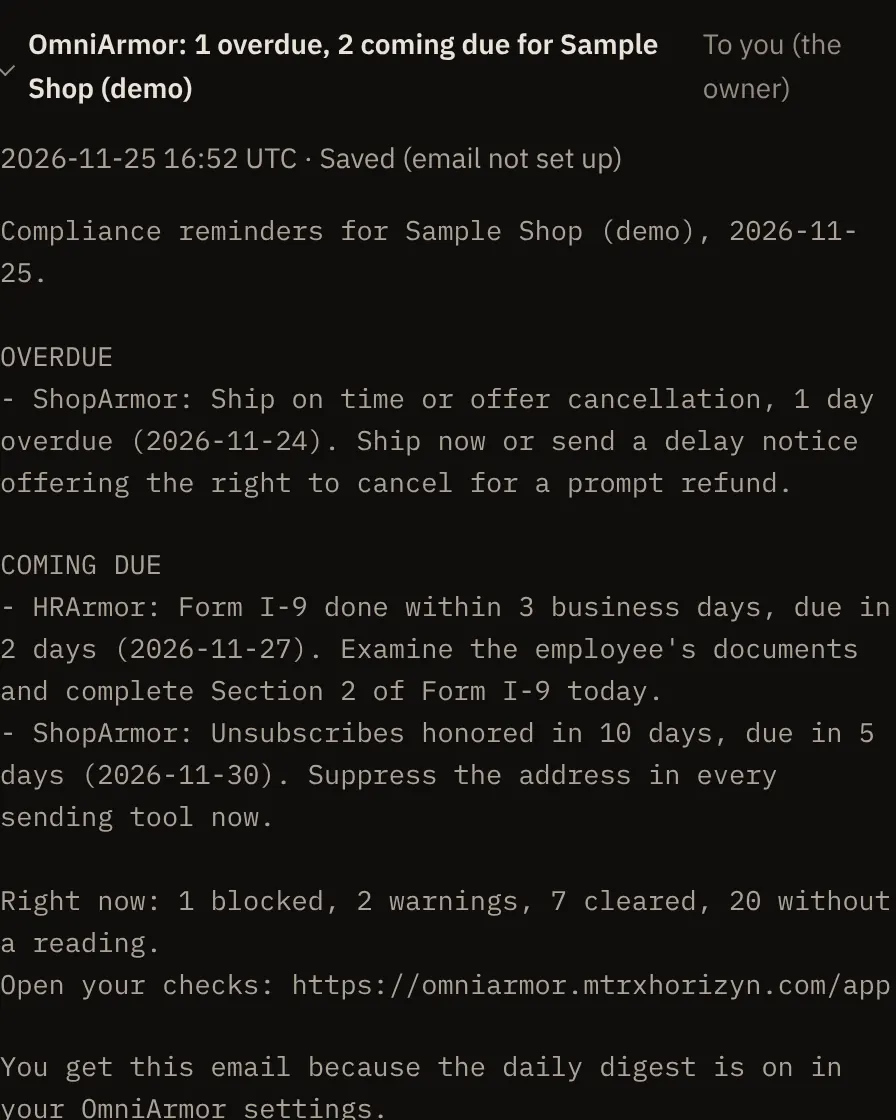 OmniArmor: 1 overdue, 2 coming due for Sample
Shop (demo)
To you (the
owner)
2026-11-25 16:52 UTC · Saved (email not set up)
Compliance reminders for Sample Shop (demo), 2026-11-
25.
OVERDUE
- ShopArmor: Ship on time or offer cancellation, 1 day
overdue (2026-11-24). Ship now or send a delay notice
offering the right to cancel for a prompt refund.
COMING DUE
- HRArmor: Form I-9 done within 3 business days, due in
2 days (2026-11-27). Examine the employee's documents
and complete Section 2 of Form I-9 today.
- ShopArmor: Unsubscribes honored in 10 days, due in 5
days (2026-11-30). Suppress the address in every
sending tool now.
Right now: 1 blocked, 2 warnings, 7 cleared, 20 without
a reading.
Open your checks: https://omniarmor.mtrxhorizyn.com/app
You get this email because the daily digest is on in
your OmniArmor settings.